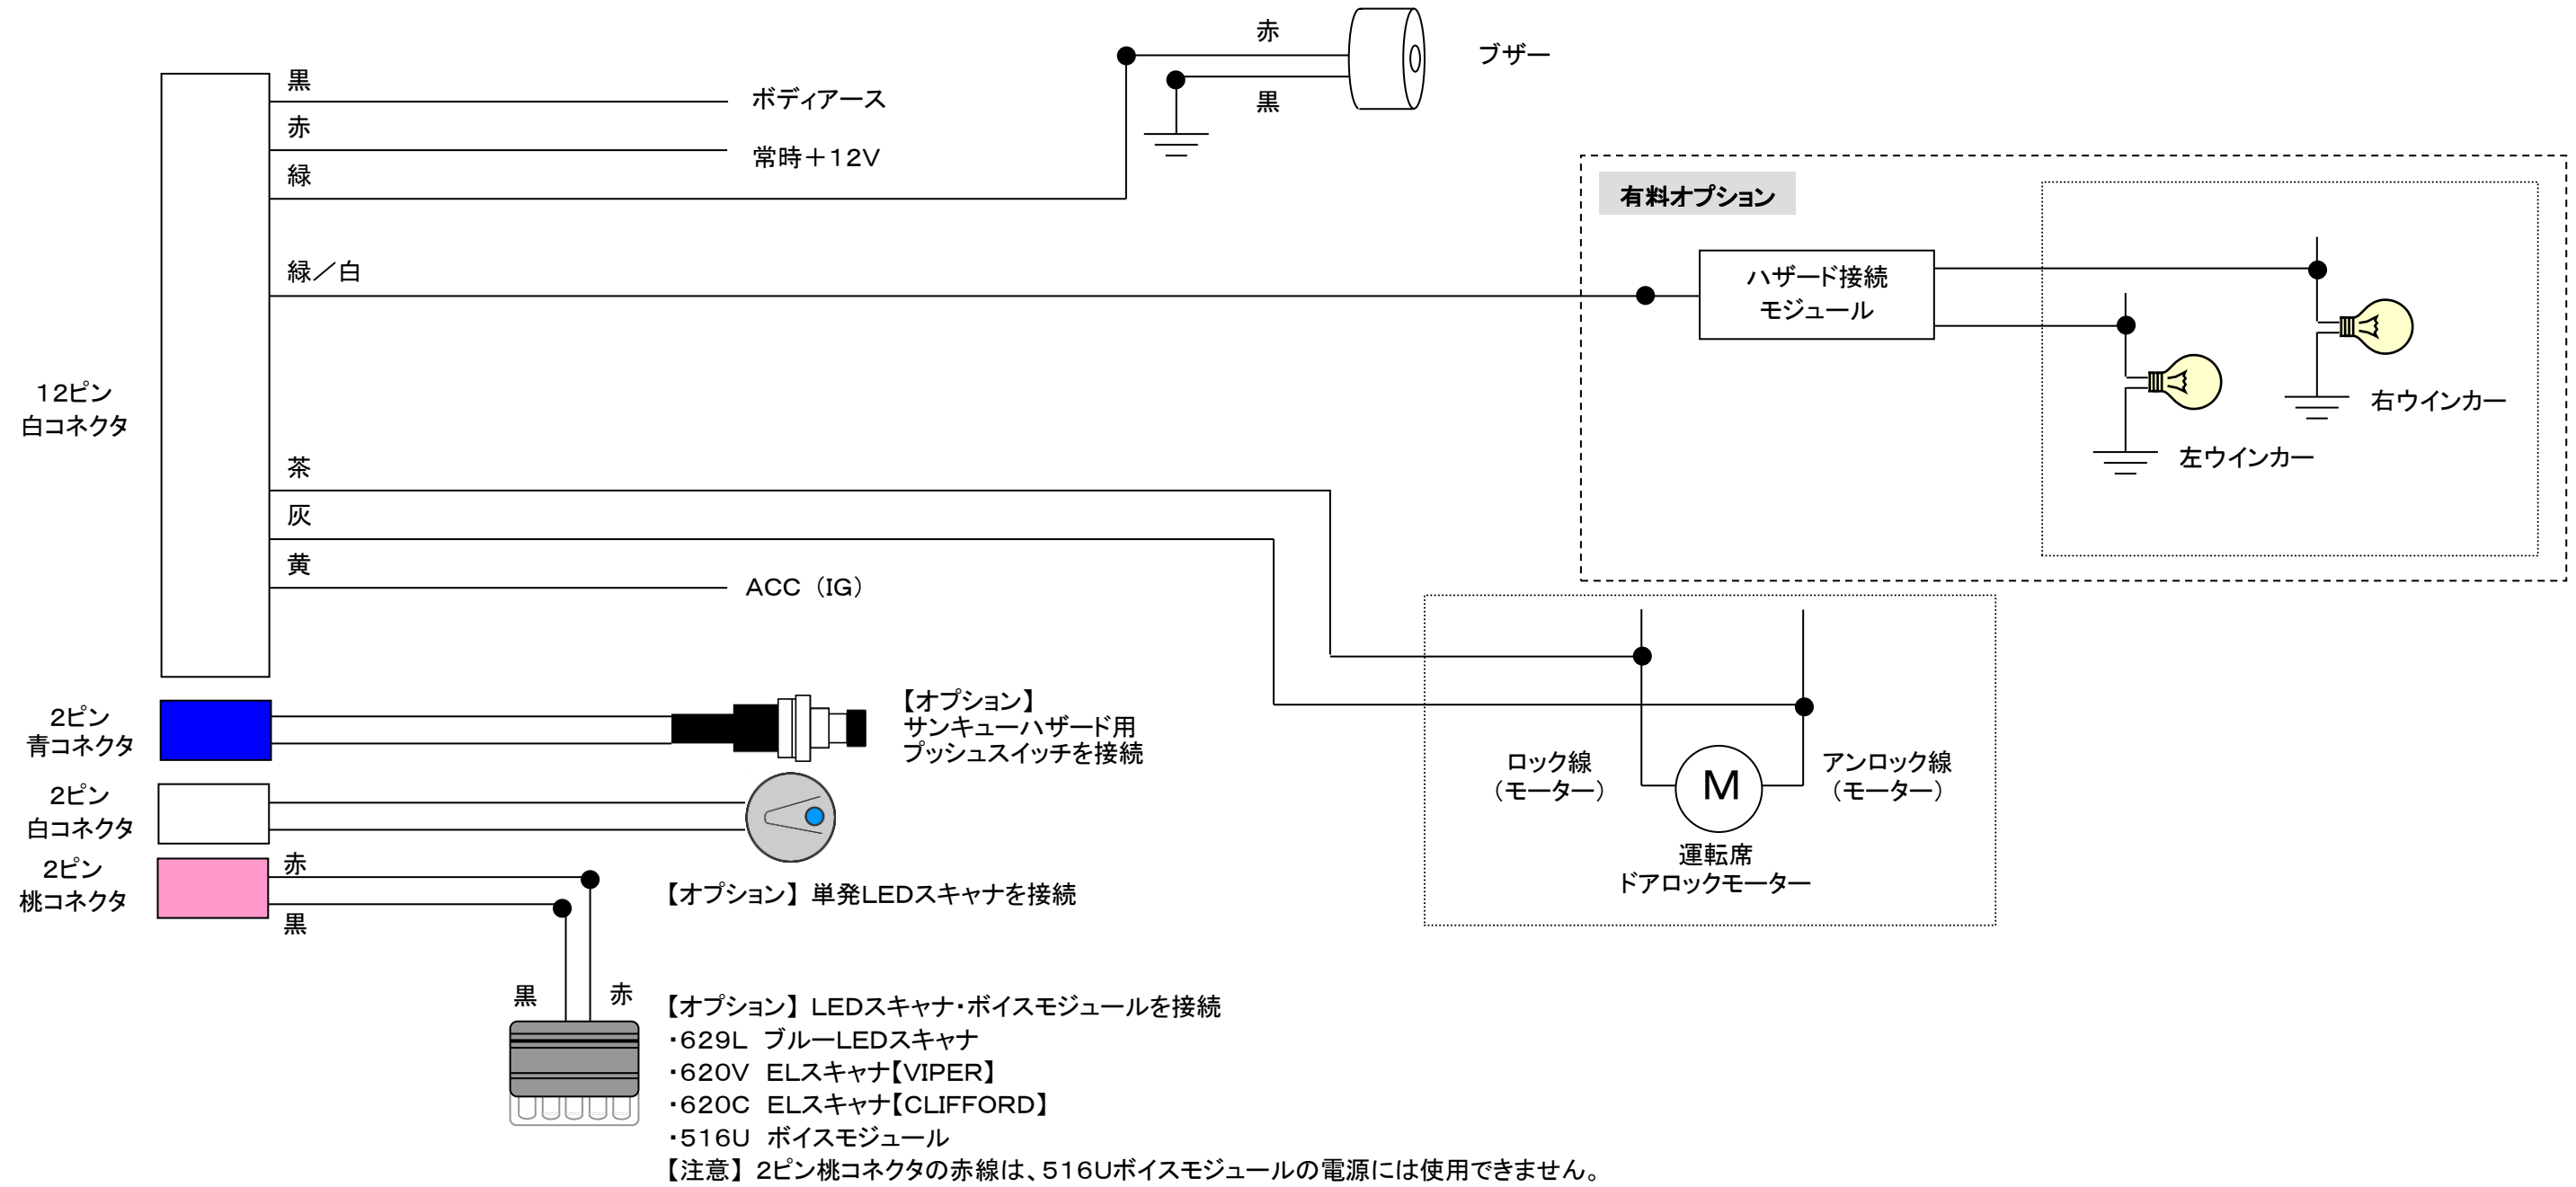 赤
ブザー
黒
黒
ボディアース
赤
常時＋１２Ｖ
緑
有料オプション
緑／白
ハザード接続
モジュール
右ウインカー
左ウインカー
１２ピン
白コネクタ
茶
灰
黄
ＡＣＣ（ＩＧ）
２ピン
青コネクタ
【オプション】
サンキューハザード用
プッシュスイッチを接続
ロック線
（モーター）
Ｍ
アンロック線
（モーター）
運転席
ドアロックモーター
２ピン
白コネクタ
２ピン
桃コネクタ
赤
黒
【オプション】単発ＬＥＤスキャナを接続
黒
赤
【オプション】ＬＥＤスキャナ・ボイスモジュールを接続
・６２９Ｌ　ブルーＬＥＤスキャナ
・６２０Ｖ　ＥＬスキャナ【ＶＩＰＥＲ】
・６２０Ｃ　ＥＬスキャナ【ＣＬＩＦＦＯＲＤ】
・５１６Ｕ　ボイスモジュール
【注意】２ピン桃コネクタの赤線は、５１６Ｕボイスモジュールの電源には使用できません。